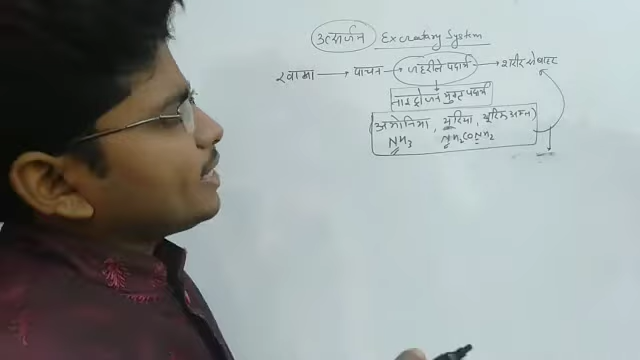 उत्सर्जन Excretory System
खाना → पाचन → जहरीले पदार्थ → शरीर से बाहर
नाइट्रोजन युक्त पदार्थ
(अमोनिया, यूरिया, यूरिक अम्ल)
NH₃ NH₂CONH₂